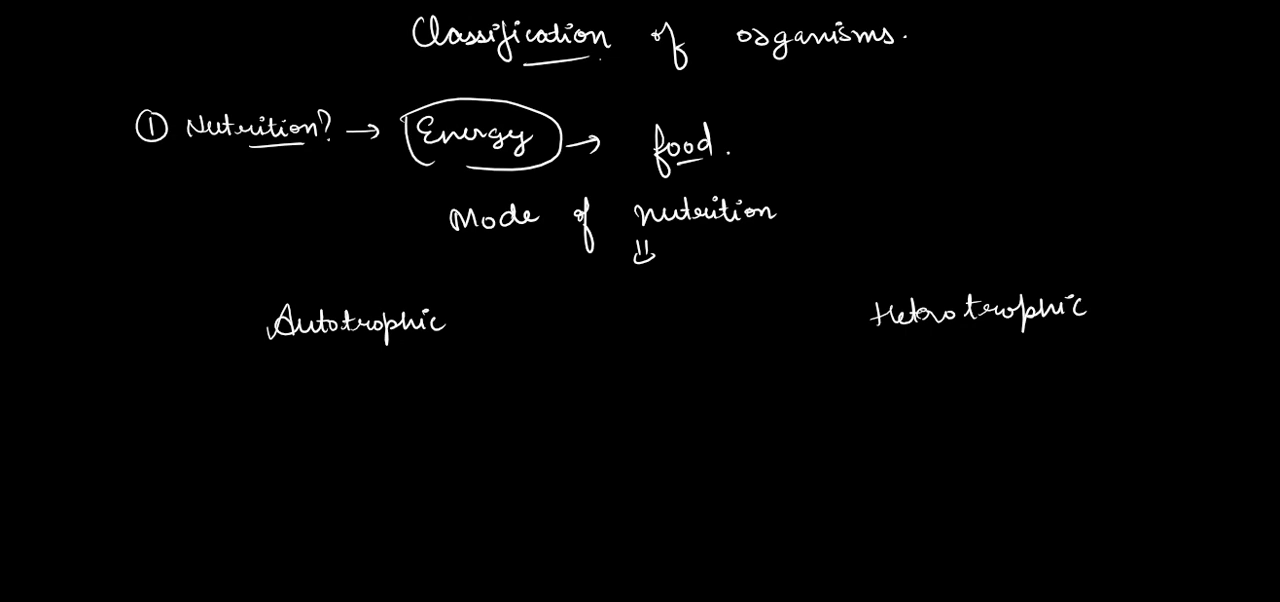 Classification of organisms.
① Nutrition? → Energy → food.
Mode of nutrition
Autotrophic Heterotrophic